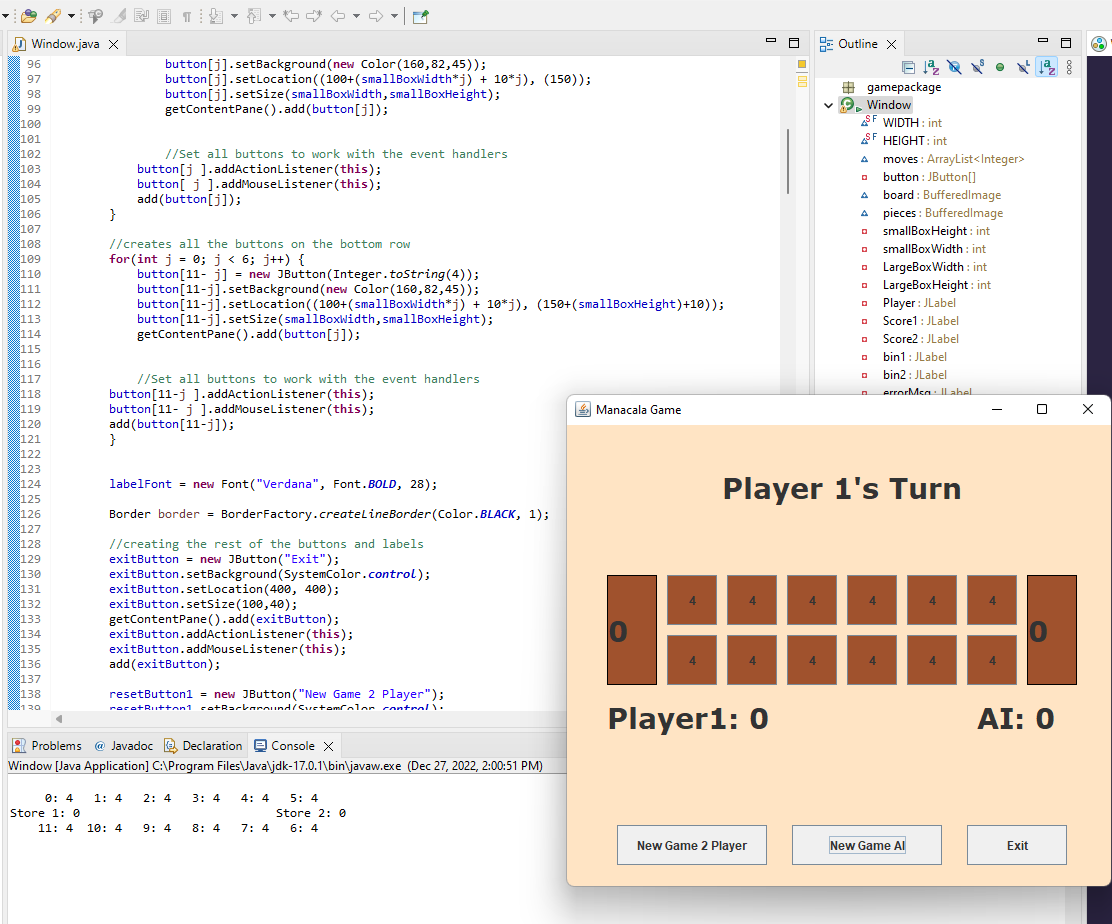 Window.java
96 button[j].setBackground(new Color(160,82,45));
97 button[j].setLocation((100+(smallBoxWidth*j) + 10*j), (150));
98 button[j].setSize(smallBoxWidth,smallBoxHeight);
99 getContentPane().add(button[j]);
100
101
102 //Set all buttons to work with the event handlers
103 button[j ].addActionListener(this);
104 button[ j ].addMouseListener(this);
105 add(button[j]);
106 }
107
108 //creates all the buttons on the bottom row
109 for(int j = 0; j < 6; j++) {
110 button[11- j] = new JButton(Integer.toString(4));
111 button[11-j].setBackground(new Color(160,82,45));
112 button[11-j].setLocation((100+(smallBoxWidth*j) + 10*j), (150+(smallBoxHeight)+10));
113 button[11-j].setSize(smallBoxWidth,smallBoxHeight);
114 getContentPane().add(button[j]);
115
116
117 //Set all buttons to work with the event handlers
118 button[11-j ].addActionListener(this);
119 button[11- j ].addMouseListener(this);
120 add(button[11-j]);
121 }
122
123
124 labelFont = new Font("Verdana", Font.BOLD, 28);
125
126 Border border = BorderFactory.createLineBorder(Color.BLACK, 1);
127
128 //creating the rest of the buttons and labels
129 exitButton = new JButton("Exit");
130 exitButton.setBackground(SystemColor.control);
131 exitButton.setLocation(400, 400);
132 exitButton.setSize(100,40);
133 getContentPane().add(exitButton);
134 exitButton.addActionListener(this);
135 exitButton.addMouseListener(this);
136 add(exitButton);
137
138 resetButton1 = new JButton("New Game 2 Player");
139 resetButton1.setBackground(SystemColor.control);
Outline
gamepackage
Window
WIDTH : int
HEIGHT : int
moves : ArrayList<Integer>
button : JButton[]
board : BufferedImage
pieces : BufferedImage
smallBoxHeight : int
smallBoxWidth : int
LargeBoxWidth : int
LargeBoxHeight : int
Player : JLabel
Score1 : JLabel
Score2 : JLabel
bin1 : JLabel
bin2 : JLabel
errorMsg : JLabel
Manacala Game
Player 1's Turn
4 4 4 4 4 4
0 0
4 4 4 4 4 4
Player1: 0 AI: 0
New Game 2 Player New Game AI Exit
Problems @ Javadoc Declaration Console
Window [Java Application] C:\Program Files\Java\jdk-17.0.1\bin\javaw.exe (Dec 27, 2022, 2:00:51 PM)
0: 4 1: 4 2: 4 3: 4 4: 4 5: 4
Store 1: 0 Store 2: 0
11: 4 10: 4 9: 4 8: 4 7: 4 6: 4